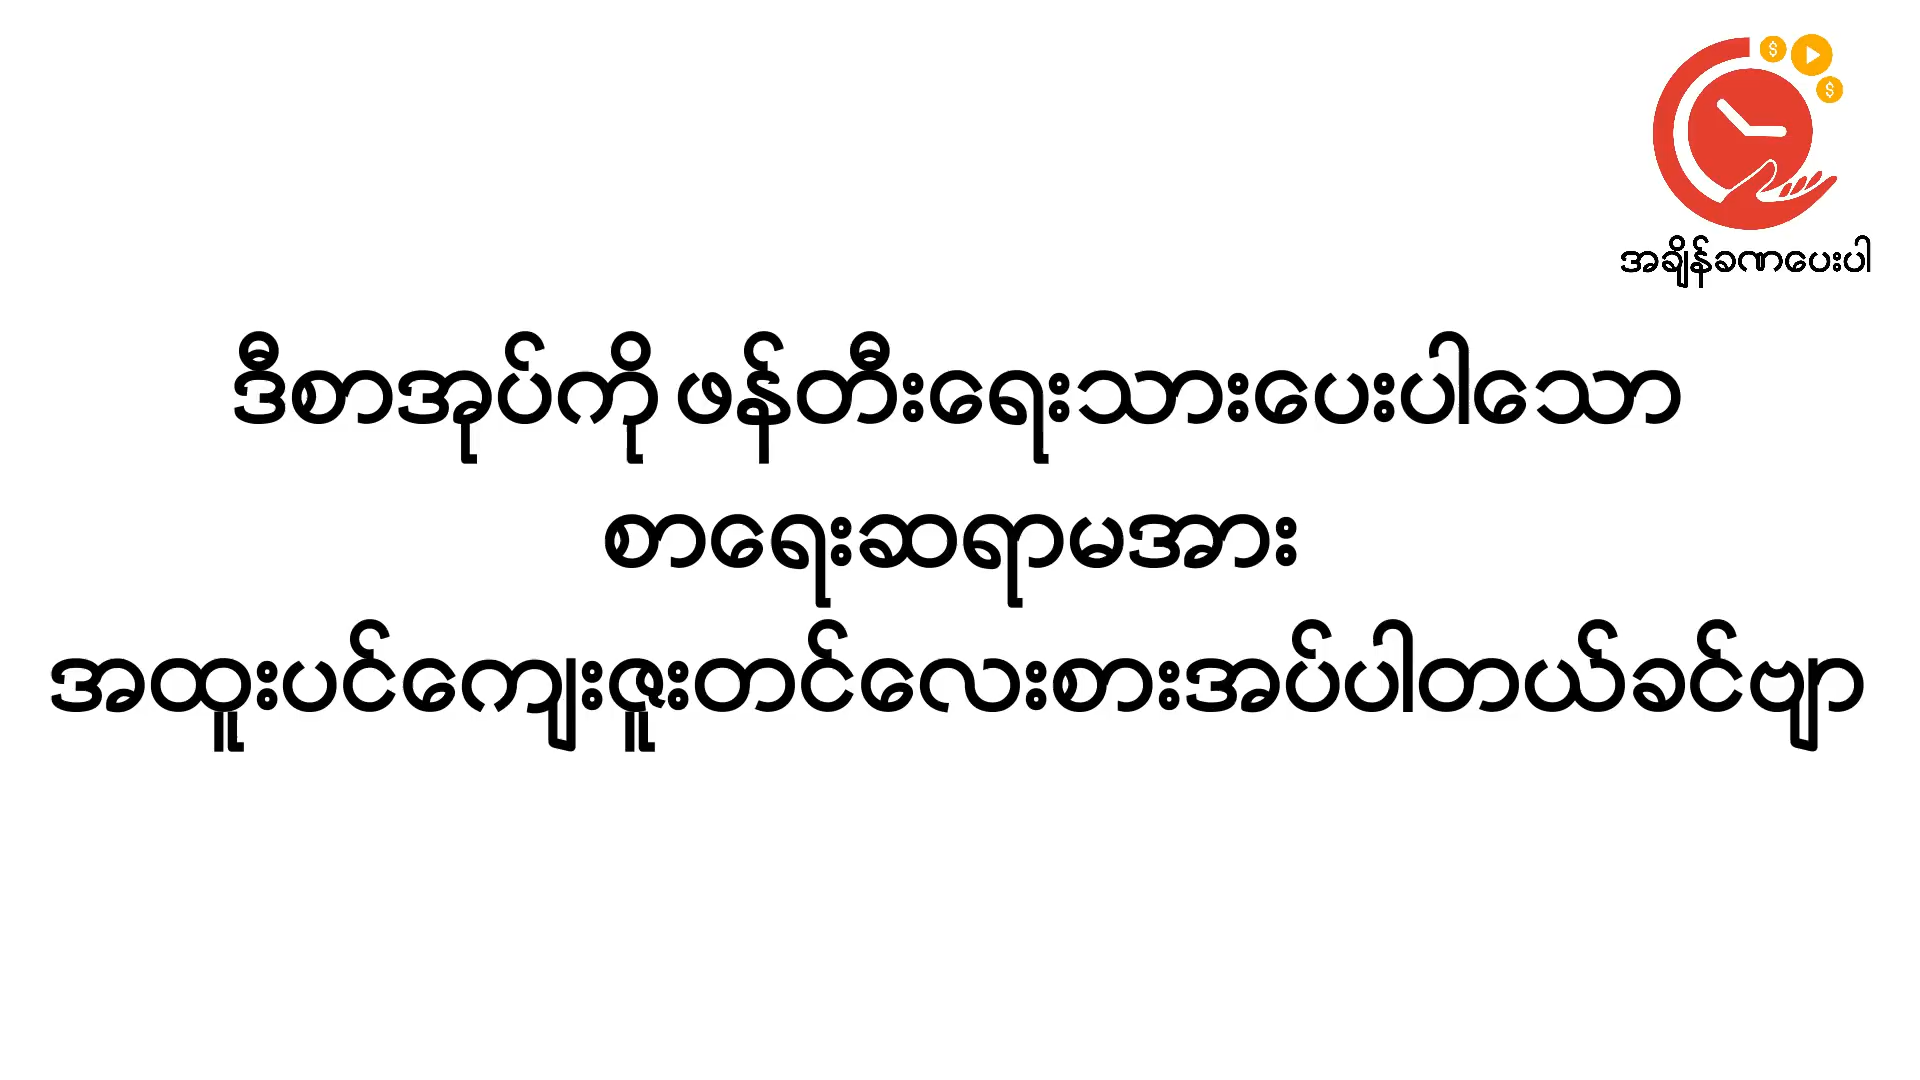 အချိန်ခဏပေးပါ
ဒီစာအုပ်ကို ဖန်တီးရေးသားပေးပါသော
စာရေးဆရာမအား
အထူးပင်ကျေးဇူးတင်လေးစားအပ်ပါတယ်ခင်ဗျာ